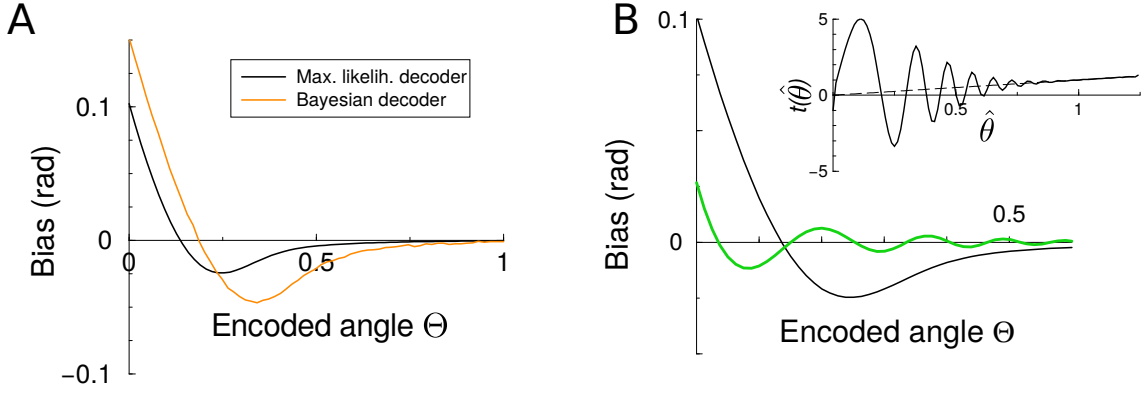 A
Max. likelih. decoder
Bayesian decoder
0.1
0
−0.1
0
0.5
1
Bias (rad)
Encoded angle Θ
B
0.1
0
0.5
Bias (rad)
Encoded angle Θ
5
0
−5
0.5
1
t(θ̂)
θ̂